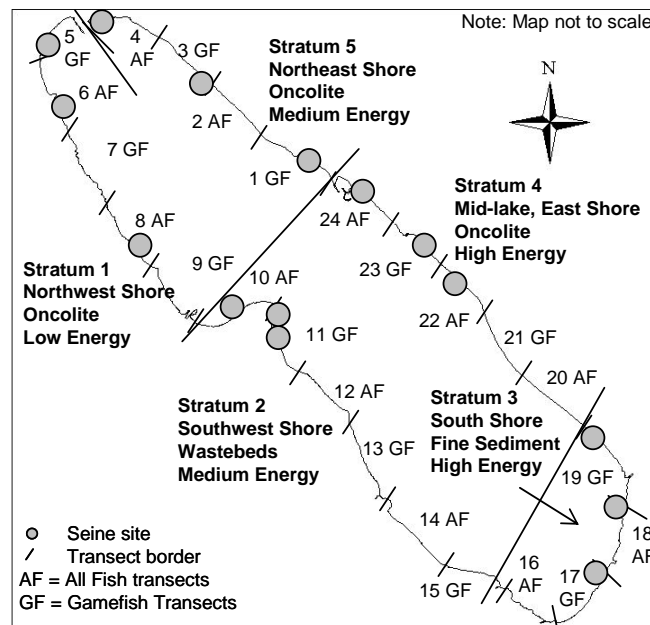 Note: Map not to scale
5
GF
4
AF
3 GF
Stratum 5
Northeast Shore
Oncolite
Medium Energy
N
6 AF
2 AF
7 GF
1 GF
Stratum 4
Mid-lake, East Shore
Oncolite
High Energy
24 AF
8 AF
23 GF
Stratum 1
Northwest Shore
Oncolite
Low Energy
9 GF
10 AF
22 AF
11 GF
21 GF
12 AF
20 AF
Stratum 2
Southwest Shore
Wastebeds
Medium Energy
Stratum 3
South Shore
Fine Sediment
High Energy
13 GF
19 GF
14 AF
18
AF
16
AF
17
GF
15 GF
Seine site
Transect border
AF = All Fish transects
GF = Gamefish Transects